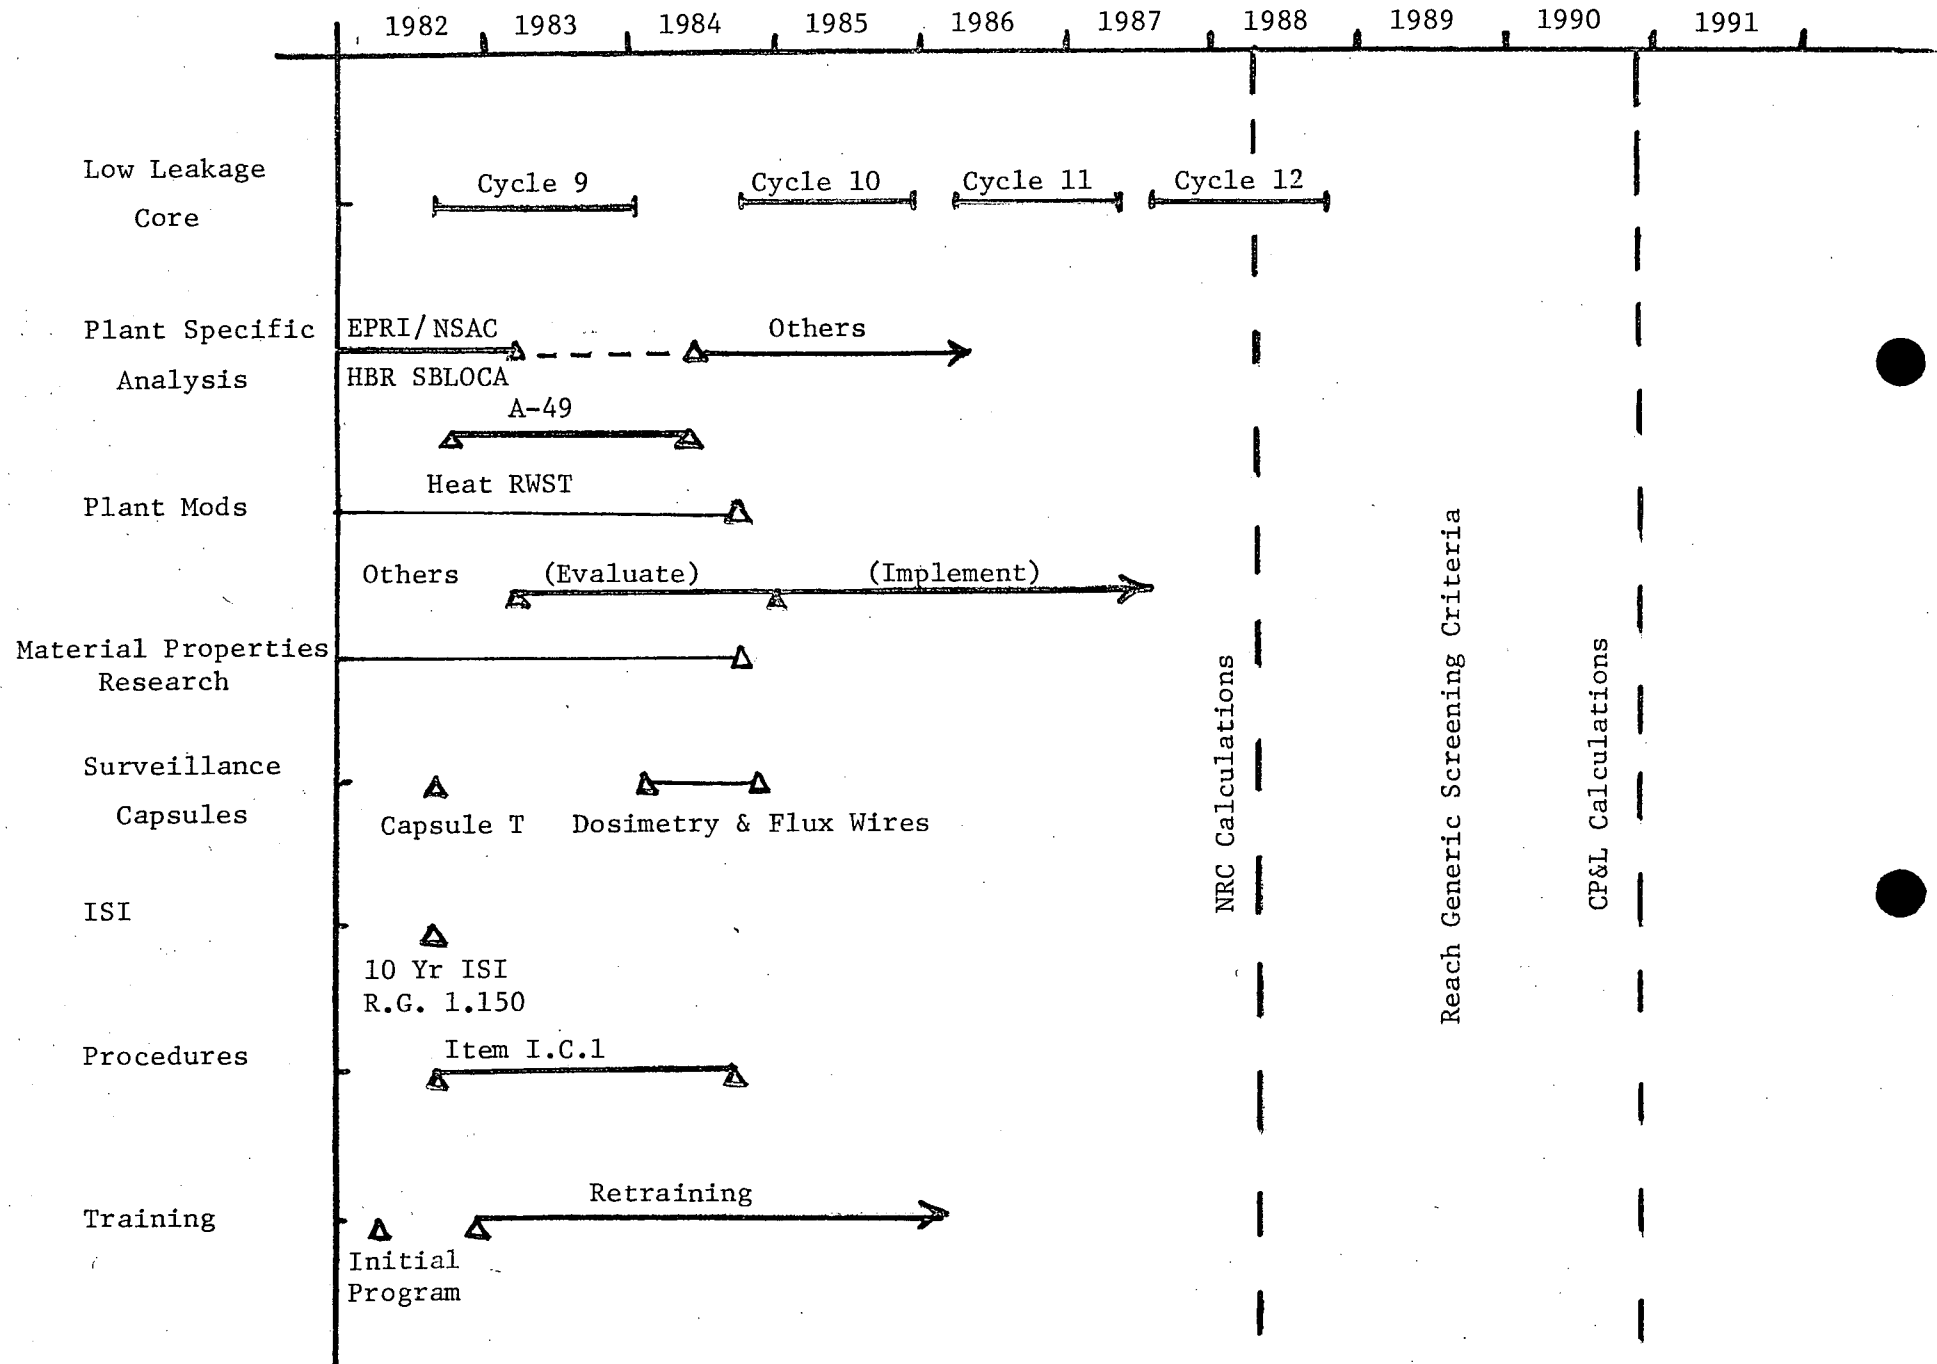 1982 1983 1984 1985 1986 1987 1988 1989 1990 1991
Low Leakage
Core
Cycle 9
Cycle 10
Cycle 11
Cycle 12
Plant Specific
Analysis
EPRI/NSAC
HBR SBLOCA
Others
A-49
Plant Mods
Heat RWST
Others
(Evaluate)
(Implement)
Material Properties
Research
Surveillance
Capsules
Capsule T
Dosimetry & Flux Wires
ISI
10 Yr ISI
R.G. 1.150
Procedures
Item I.C.1
Training
Initial
Program
Retraining
NRC Calculations
Reach Generic Screening Criteria
CP&L Calculations